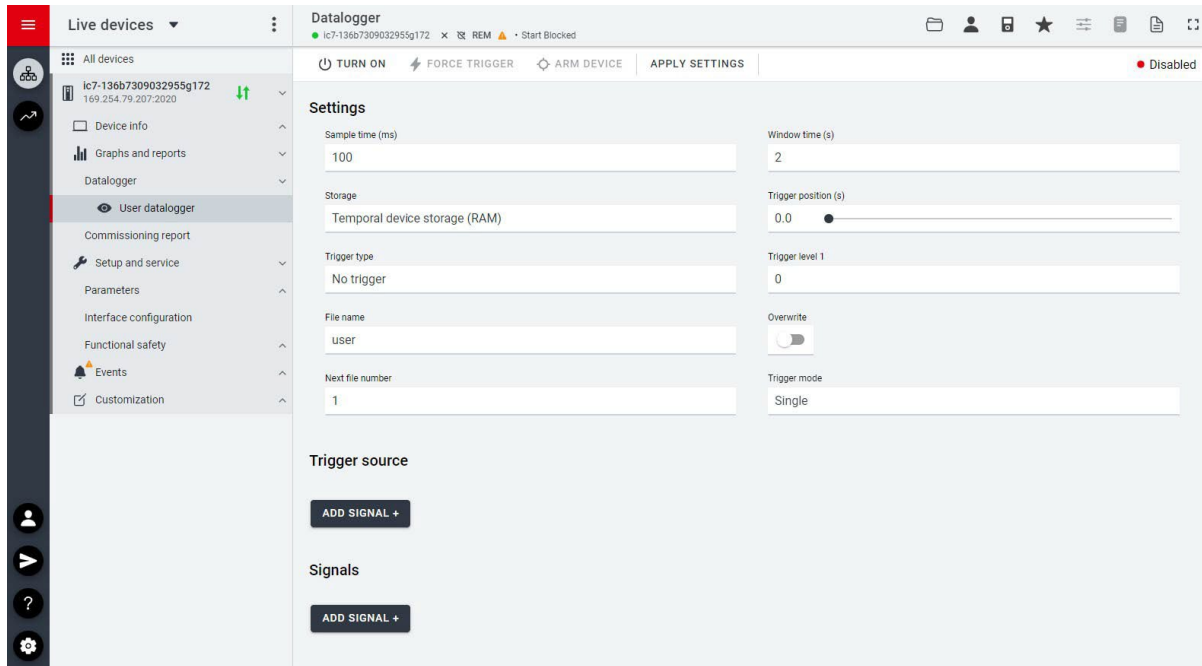 Live devices
Datalogger
ic7-136b7309032955g172 REM • Start Blocked
All devices
ic7-136b7309032955g172
169.254.79.207:2020
Device info
Graphs and reports
Datalogger
User datalogger
Commissioning report
Setup and service
Parameters
Interface configuration
Functional safety
Events
Customization
TURN ON FORCE TRIGGER ARM DEVICE APPLY SETTINGS
Disabled
Settings
Sample time (ms)
100
Window time (s)
2
Storage
Temporal device storage (RAM)
Trigger position (s)
0.0
Trigger type
No trigger
Trigger level 1
0
File name
user
Overwrite
Next file number
1
Trigger mode
Single
Trigger source
ADD SIGNAL +
Signals
ADD SIGNAL +